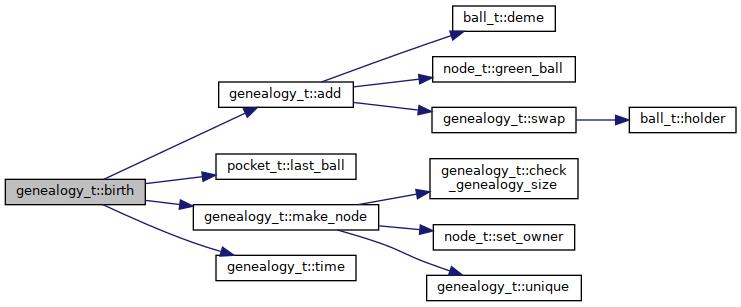 ball_t::deme
node_t::green_ball
genealogy_t::add
genealogy_t::swap
ball_t::holder
pocket_t::last_ball
genealogy_t::check
_genealogy_size
genealogy_t::birth
genealogy_t::make_node
node_t::set_owner
genealogy_t::time
genealogy_t::unique